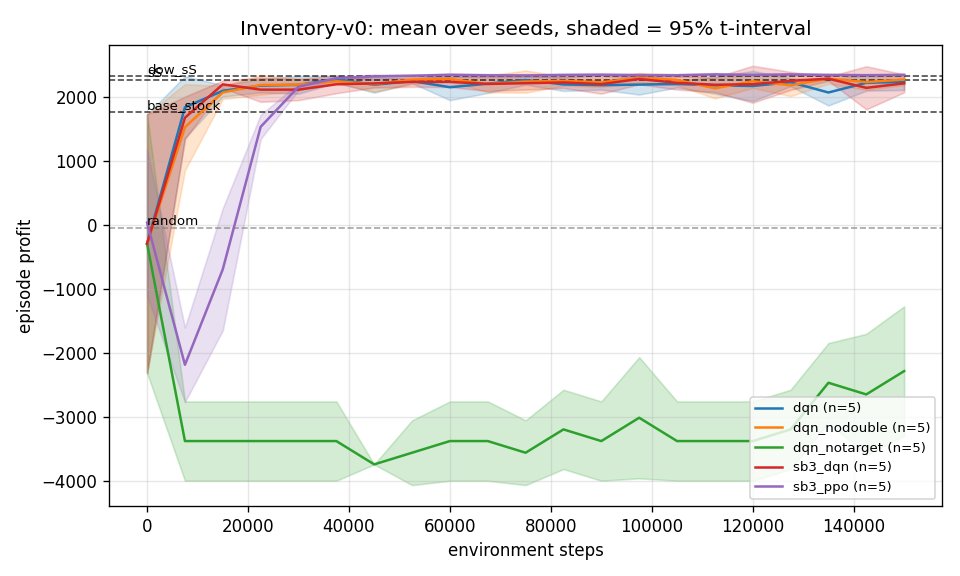 Inventory-v0: mean over seeds, shaded = 95% t-interval
episode profit
2000
1000
0
−1000
−2000
−3000
−4000
base_stock
random
dqn (n=5)
dqn_nodouble (n=5)
dqn_notarget (n=5)
sb3_dqn (n=5)
sb3_ppo (n=5)
0
20000
40000
60000
80000
100000
120000
140000
environment steps